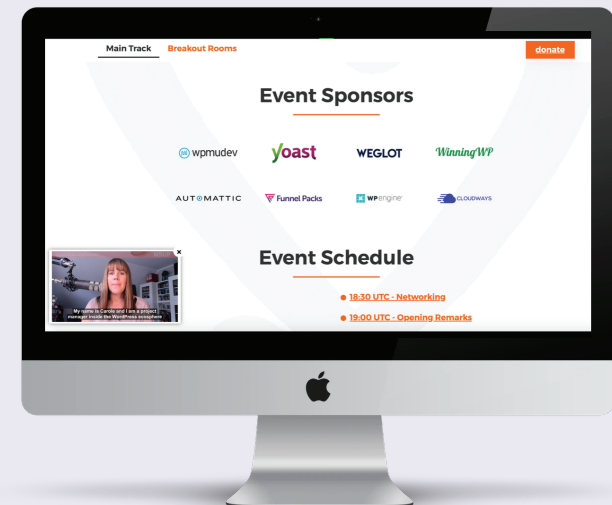 Main Track Breakout Rooms donate
Event Sponsors
wpmudev yoast WEGLOT WinningWP
AUTOMATTIC Funnel Packs WP engine CLOUDWAYS
Event Schedule
18:30 UTC - Networking
19:00 UTC - Opening Remarks
x
My name is Carole and I am a project
manager inside the WordPress ecosphere